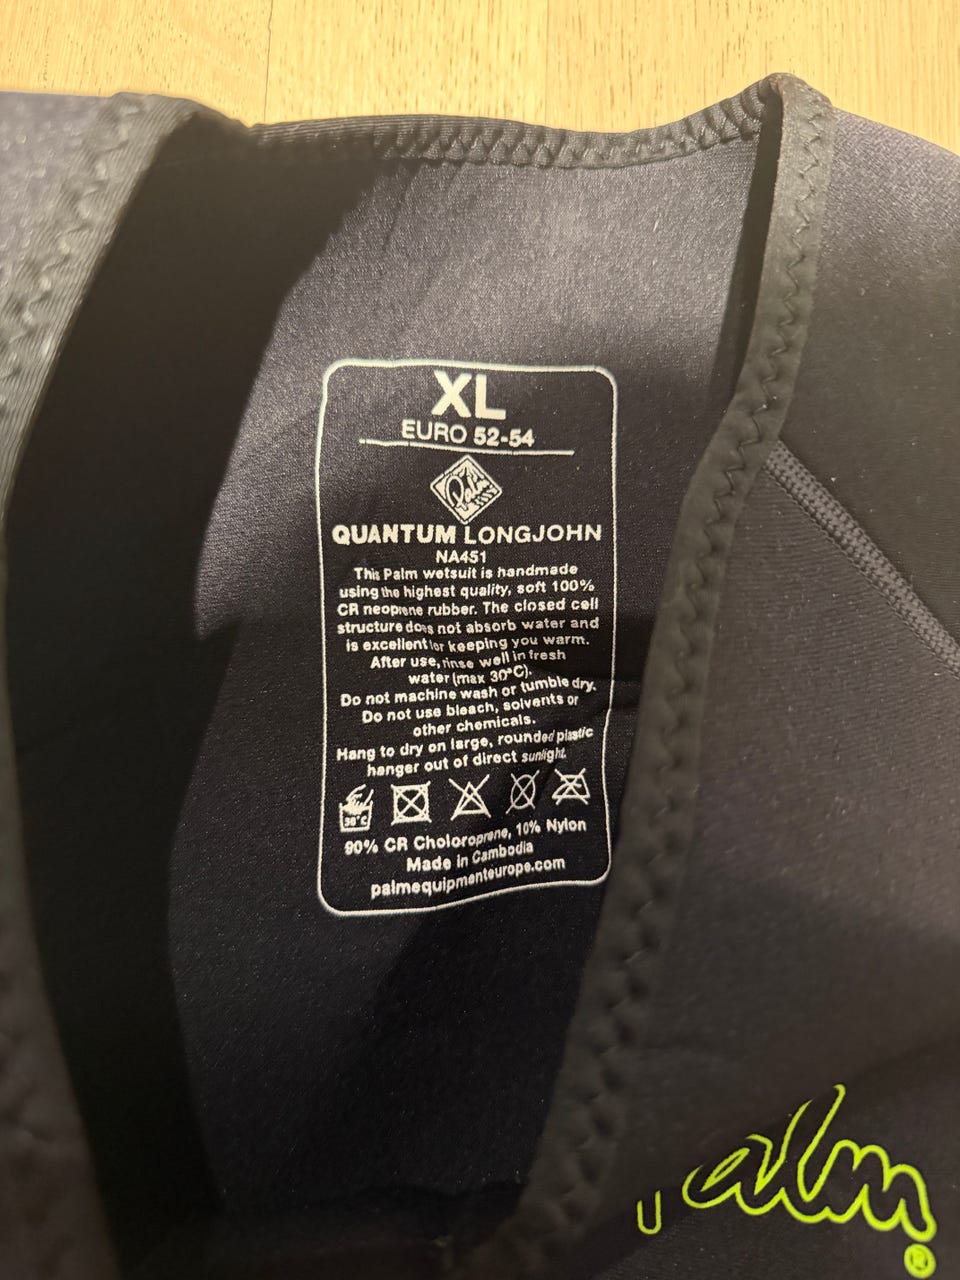 XL
EURO 52-54
Palm
QUANTUM LONGJOHN
NA451
This Palm wetsuit is handmade
using the highest quality, soft 100%
CR neoprene rubber. The closed cell
structure does not absorb water and
is excellent for keeping you warm.
After use, rinse well in fresh
water (max 30°C).
Do not machine wash or tumble dry.
Do not use bleach, solvents or
other chemicals.
Hang to dry on large, rounded plastic
hanger out of direct sunlight.
30°C
90% CR Choloroprene, 10% Nylon
Made in Cambodia
palmequipmenteurope.com
alm®